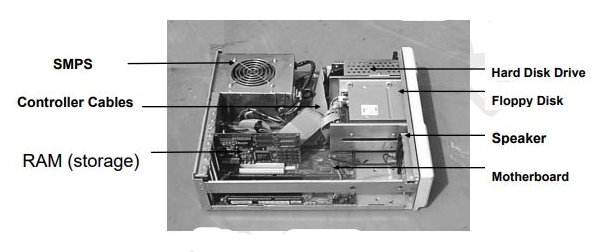 SMPS
Controller Cables
RAM (storage)
Hard Disk Drive
Floppy Disk
Speaker
Motherboard